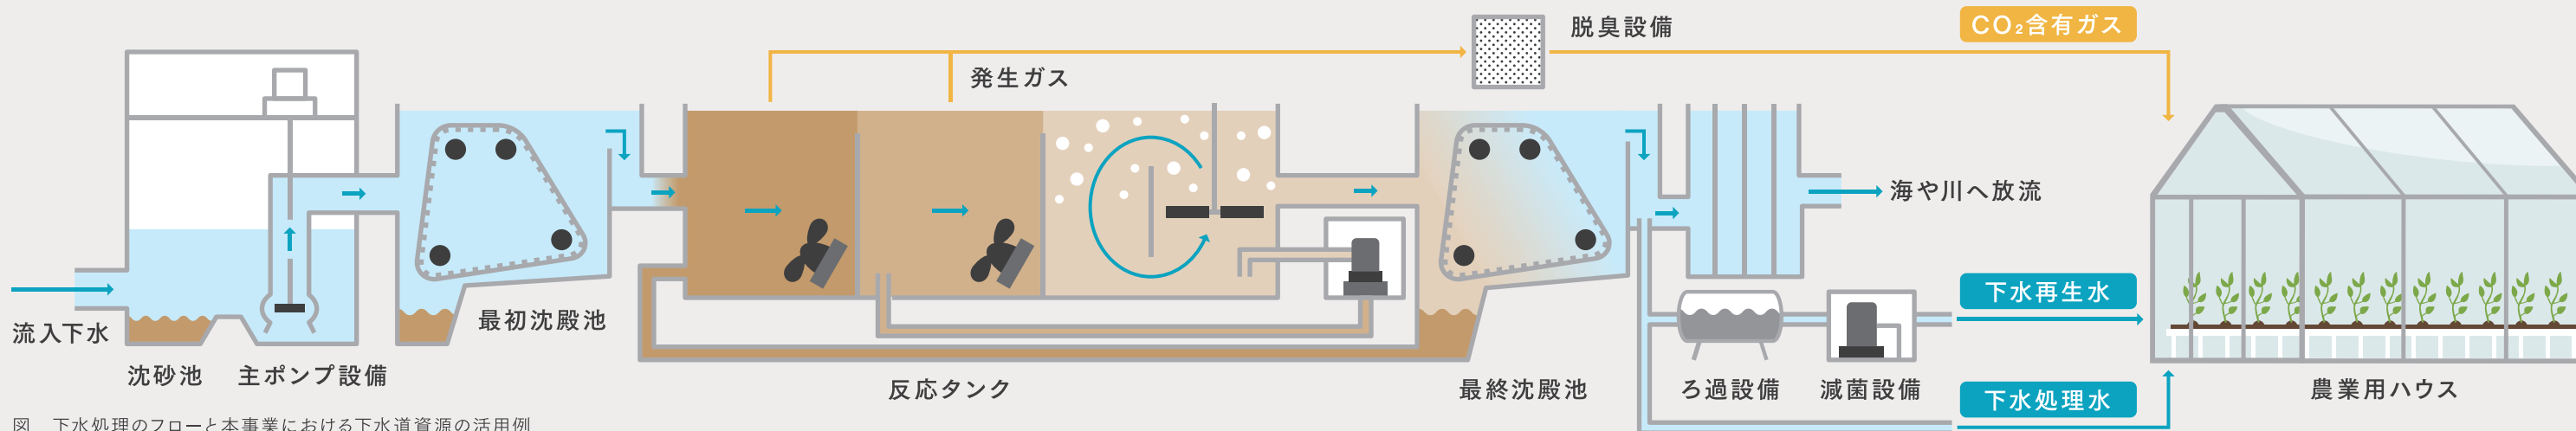 脱臭設備
CO₂含有ガス
発生ガス
海や川へ放流
流入下水
最初沈殿池
下水再生水
沈砂池
主ポンプ設備
反応タンク
最終沈殿池
ろ過設備
減菌設備
下水処理水
農業用ハウス
図　下水処理のフローと本事業における下水道資源の活用例